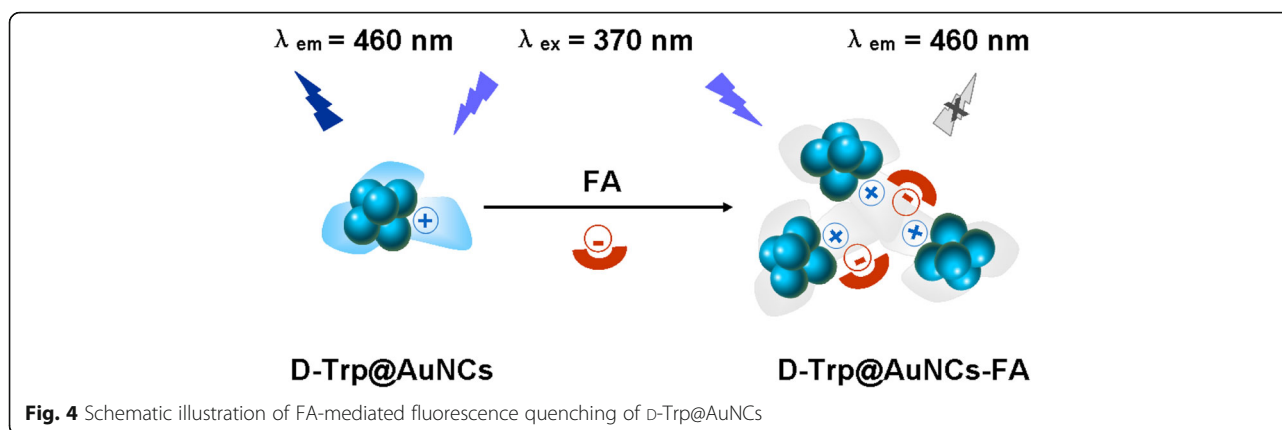 λ em = 460 nm λ ex = 370 nm λ em = 460 nm
FA
D-Trp@AuNCs D-Trp@AuNCs-FA
Fig. 4 Schematic illustration of FA-mediated fluorescence quenching of D-Trp@AuNCs